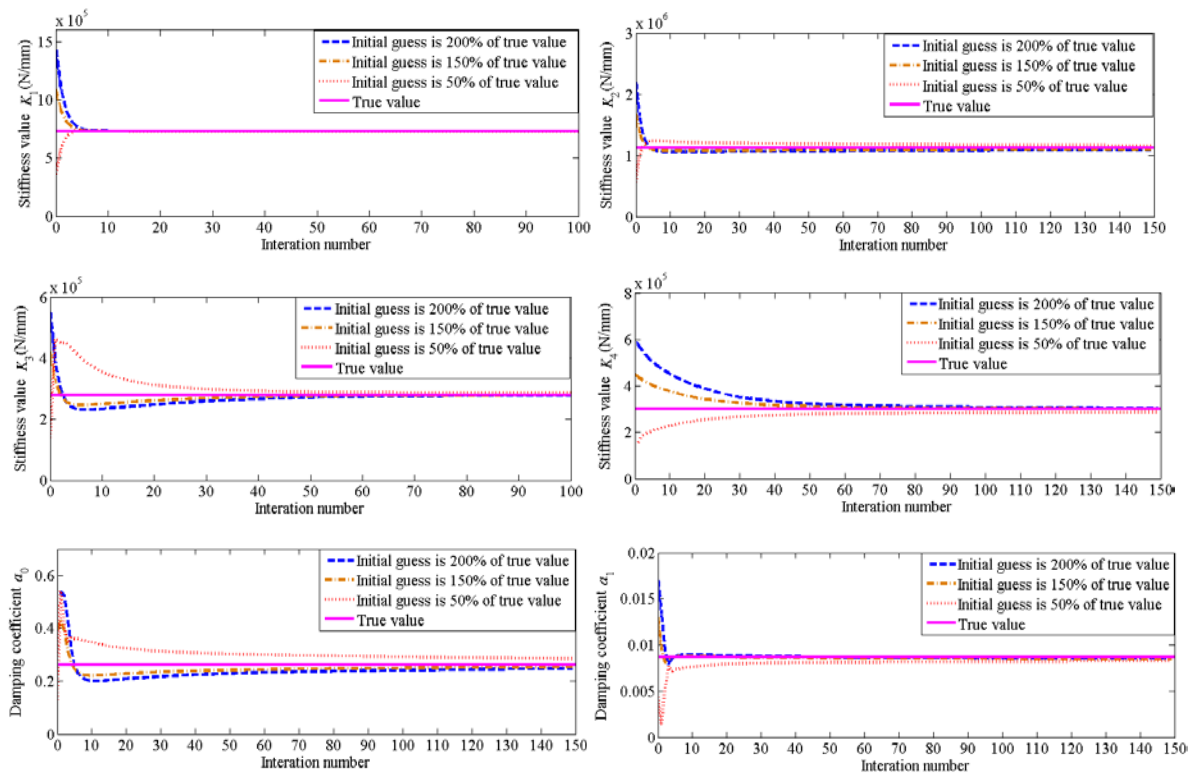 x 10^5
Stiffness value K_1(N/mm)
15
10
5
0
Initial guess is 200% of true value
Initial guess is 150% of true value
Initial guess is 50% of true value
True value
0 10 20 30 40 50 60 70 80 90 100
Interation number
x 10^6
Stiffness value K_2(N/mm)
3
2
1
0
Initial guess is 200% of true value
Initial guess is 150% of true value
Initial guess is 50% of true value
True value
0 10 20 30 40 50 60 70 80 90 100 110 120 130 140 150
Interation number
x 10^5
Stiffness value K_3(N/mm)
6
4
2
0
Initial guess is 200% of true value
Initial guess is 150% of true value
Initial guess is 50% of true value
True value
0 10 20 30 40 50 60 70 80 90 100
Interation number
x 10^5
Stiffness value K_4(N/mm)
8
6
4
2
0
Initial guess is 200% of true value
Initial guess is 150% of true value
Initial guess is 50% of true value
True value
0 10 20 30 40 50 60 70 80 90 100 110 120 130 140 150
Interation number
Damping coefficient a_0
0.6
0.4
0.2
0
Initial guess is 200% of true value
Initial guess is 150% of true value
Initial guess is 50% of true value
True value
0 10 20 30 40 50 60 70 80 90 100 110 120 130 140 150
Interation number
Damping coefficient a_1
0.02
0.015
0.01
0.005
0
Initial guess is 200% of true value
Initial guess is 150% of true value
Initial guess is 50% of true value
True value
0 10 20 30 40 50 60 70 80 90 100 110 120 130 140 150
Interation number